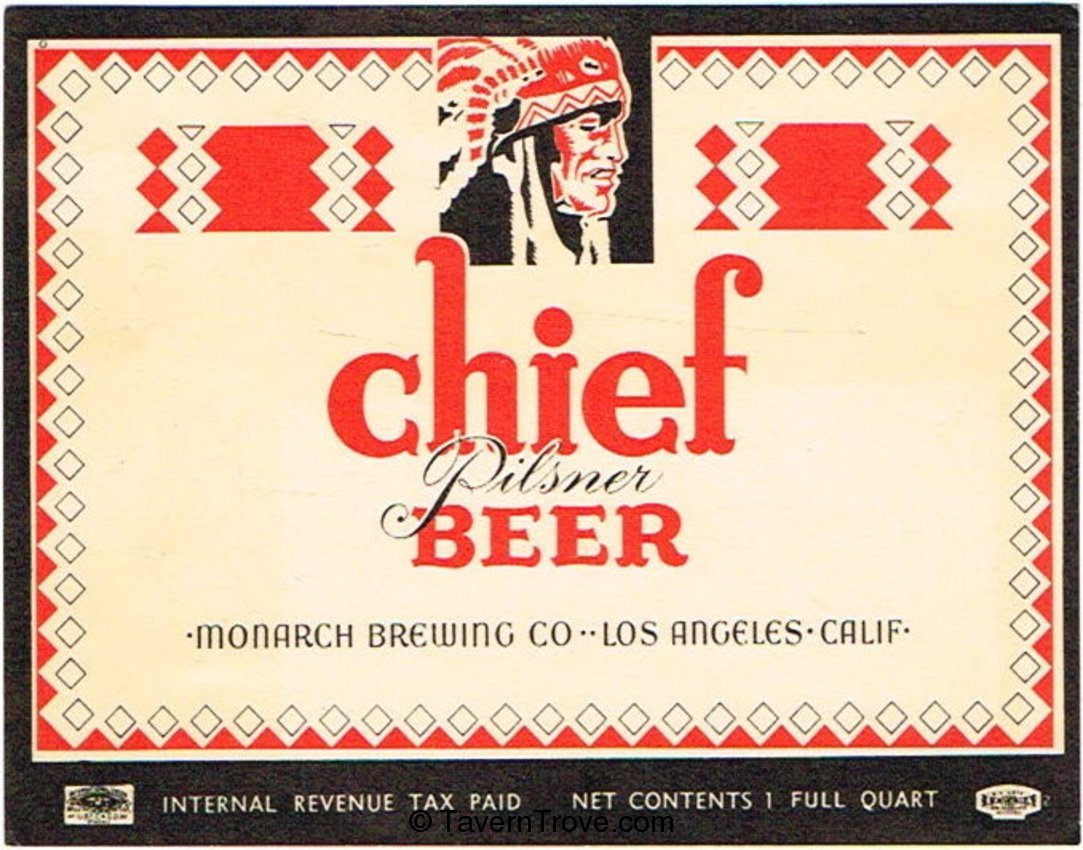 chief
Pilsner
BEER
·MONARCH BREWING CO··LOS ANGELES·CALIF·
INTERNAL REVENUE TAX PAID NET CONTENTS 1 FULL QUART
© TavernTrove.com